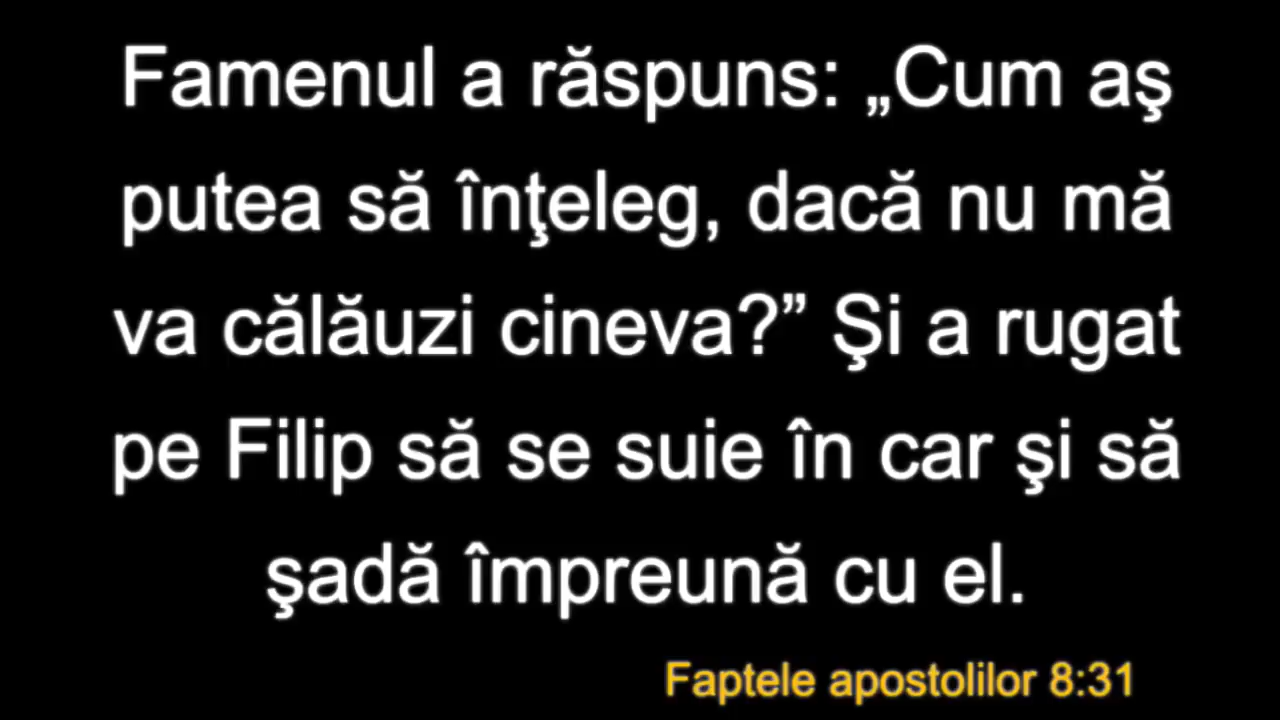 Famenul a răspuns: „Cum aş
putea să înţeleg, dacă nu mă
va călăuzi cineva?” Şi a rugat
pe Filip să se suie în car şi să
şadă împreună cu el.
Faptele apostolilor 8:31